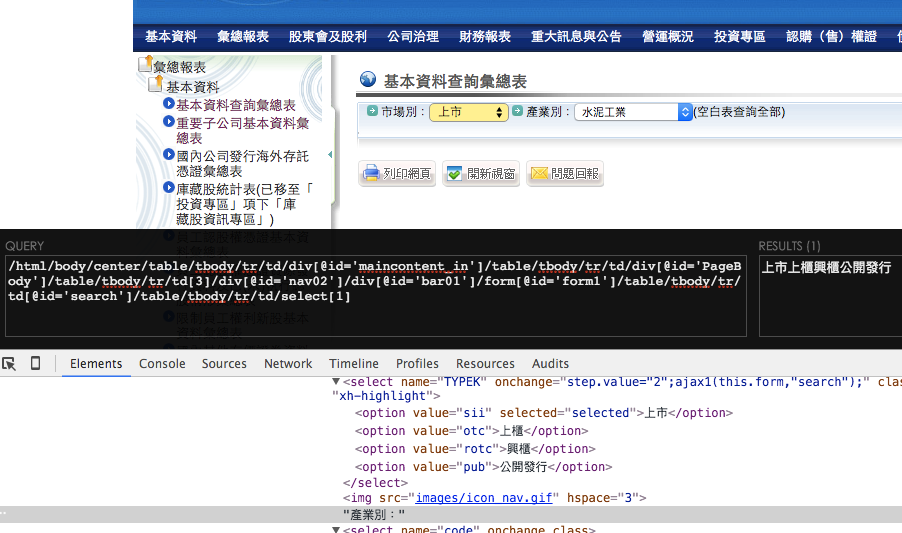 基本資料 彙總報表 股東會及股利 公司治理 財務報表 重大訊息與公告 營運概況 投資專區 認購（售）權證
彙總報表
基本資料
基本資料查詢彙總表
重要子公司基本資料彙
總表
國內公司發行海外存託
憑證彙總表
庫藏股統計表(已移至「
投資專區」項下「庫
藏股資訊專區」)
基本資料查詢彙總表
市場別： 上市 產業別： 水泥工業 (空白表查詢全部)
列印網頁 開新視窗 問題回報
QUERY
/html/body/center/table/tbody/tr/td/div[@id='maincontent_in']/table/tbody/tr/td/div[@id='PageB
ody']/table/tbody/tr/td[3]/div[@id='nav02']/div[@id='bar01']/form[@id='form1']/table/tbody/tr/
td[@id='search']/table/tbody/tr/td/select[1]
RESULTS (1)
上市上櫃興櫃公開發行
Elements Console Sources Network Timeline Profiles Resources Audits
▼<select name="TYPEK" onchange="step.value="2";ajax1(this.form,"search");" clas
"xh-highlight">
<option value="sii" selected="selected">上市</option>
<option value="otc">上櫃</option>
<option value="rotc">興櫃</option>
<option value="pub">公開發行</option>
</select>
<img src="images/icon_nav.gif" hspace="3">
"產業別："
▼<select name="code" onchange class>